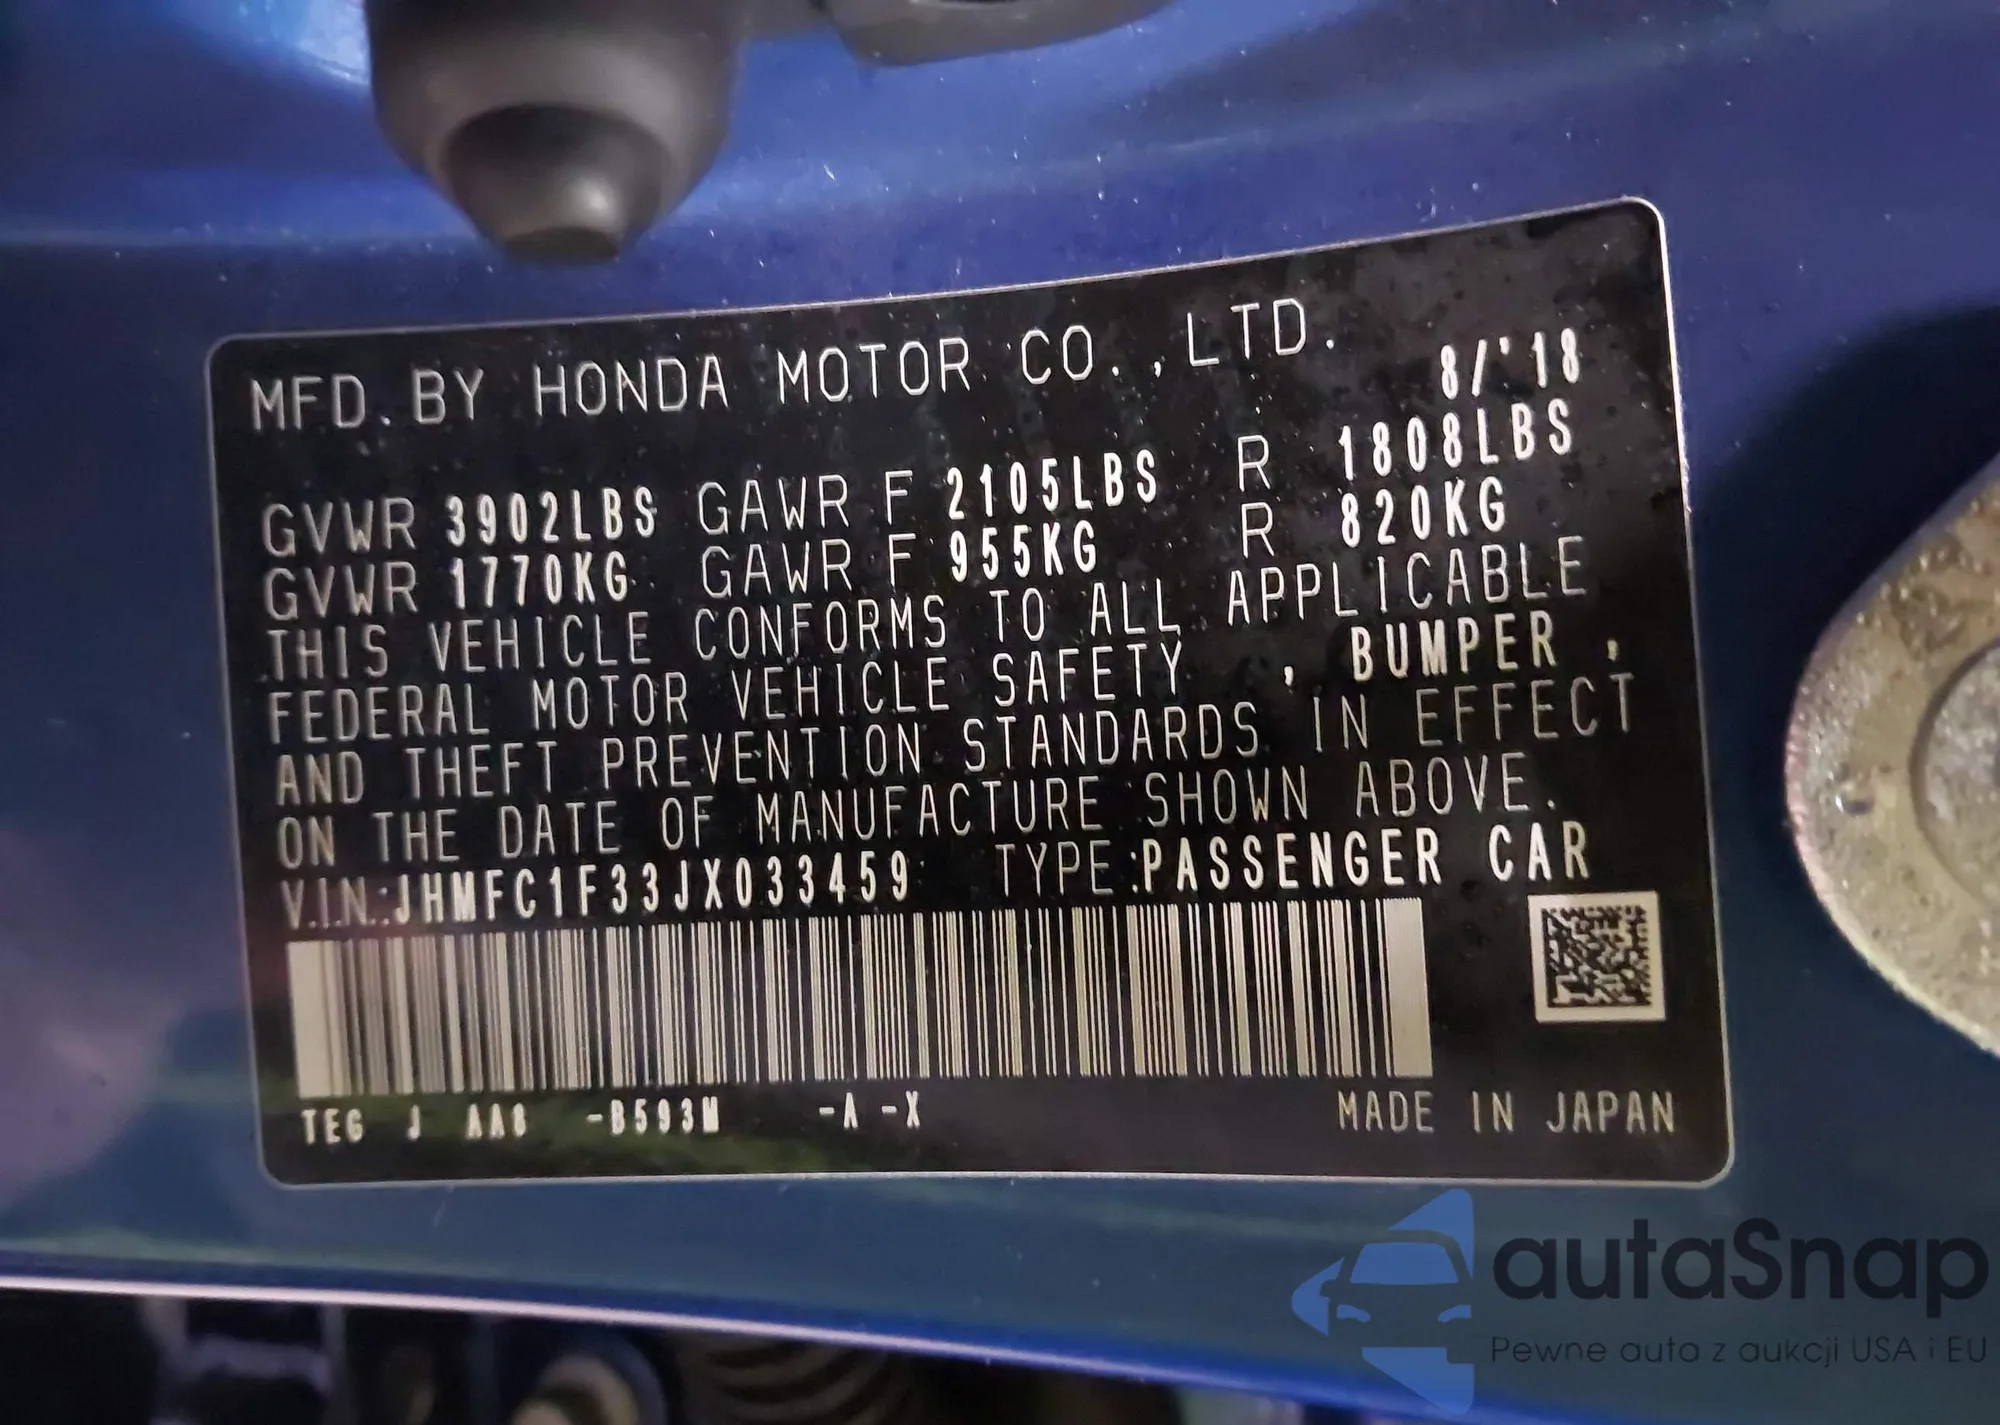 MFD. BY HONDA MOTOR CO.,LTD.
8/'18
GVWR 3902LBS GAWR F 2105LBS R 1808LBS
GVWR 1770KG GAWR F 955KG R 820KG
THIS VEHICLE CONFORMS TO ALL APPLICABLE
FEDERAL MOTOR VEHICLE SAFETY , BUMPER ,
AND THEFT PREVENTION STANDARDS IN EFFECT
ON THE DATE OF MANUFACTURE SHOWN ABOVE.
V.I.N.:JHMFC1F33JX033459 TYPE:PASSENGER CAR
TEG J AA8 -B593M -A -X MADE IN JAPAN
autaSnap
Pewne auta z aukcji USA i EU